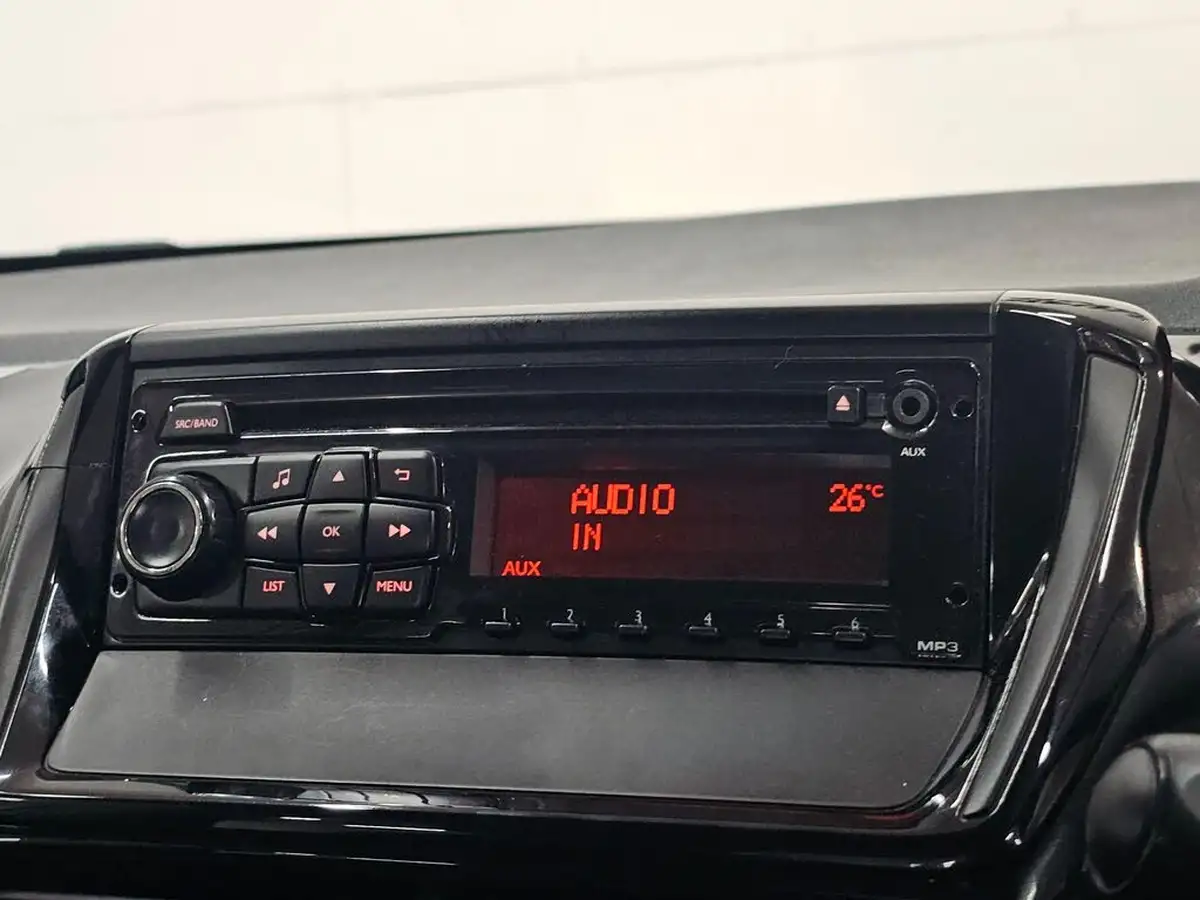 SRC/BAND
AUX
OK
LIST
MENU
AUDIO
IN
26°C
AUX
1 2 3 4 5 6
MP3